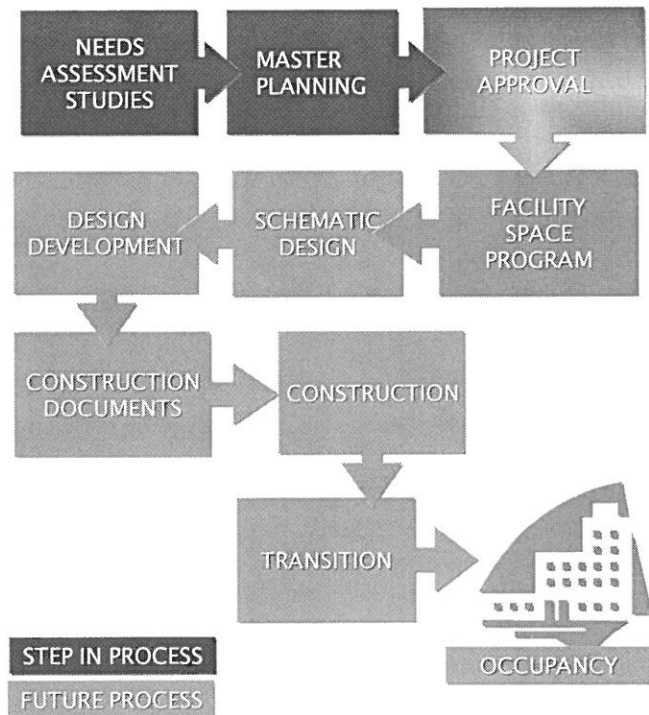 NEEDS
ASSESSMENT
STUDIES
MASTER
PLANNING
PROJECT
APPROVAL
FACILITY
SPACE
PROGRAM
SCHEMATIC
DESIGN
DESIGN
DEVELOPMENT
CONSTRUCTION
DOCUMENTS
CONSTRUCTION
TRANSITION
OCCUPANCY
STEP IN PROCESS
FUTURE PROCESS